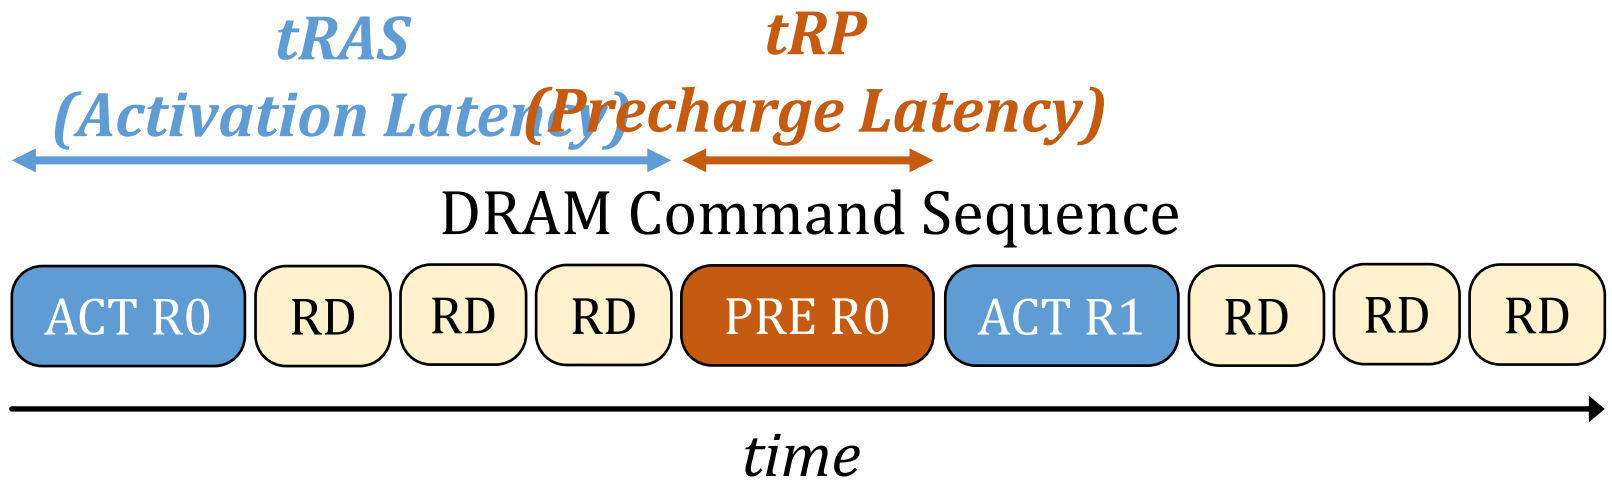 tRAS
(Activation Latency)
tRP
(Precharge Latency)
DRAM Command Sequence
ACT R0 RD RD RD PRE R0 ACT R1 RD RD RD
time